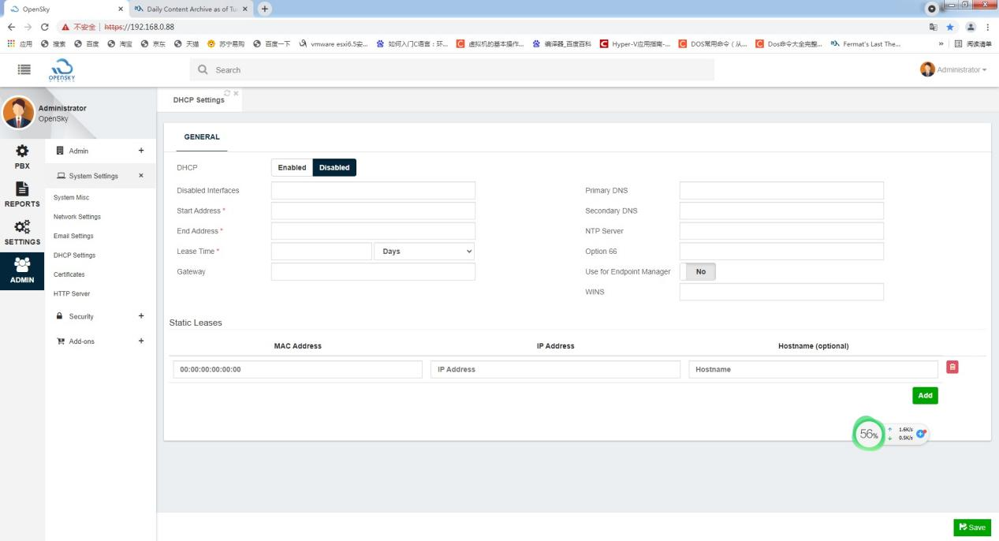 OpenSky
Daily Content Archive as of Tu
不安全 https://192.168.0.88
应用 搜索 百度 淘宝 京东 天猫 苏宁易购 百度一下 vmware esxi6.5安... 如何入门C语言：环... 虚拟机的基本操作... 编译器_百度百科 Hyper-V应用指南-... DOS常用命令（从... Dos命令大全完整... Fermat's Last The... » 阅读清单
OPENSKY
Search
Administrator
Administrator
OpenSky
DHCP Settings
PBX
REPORTS
SETTINGS
ADMIN
Admin +
System Settings ×
System Misc
Network Settings
Email Settings
DHCP Settings
Certificates
HTTP Server
Security +
Add-ons +
GENERAL
DHCP Enabled Disabled
Disabled Interfaces
Start Address *
End Address *
Lease Time * Days
Gateway
Primary DNS
Secondary DNS
NTP Server
Option 66
Use for Endpoint Manager No
WINS
Static Leases
MAC Address IP Address Hostname (optional)
00:00:00:00:00:00 IP Address Hostname
Add
56% 1.6K/s
0.5K/s
Save